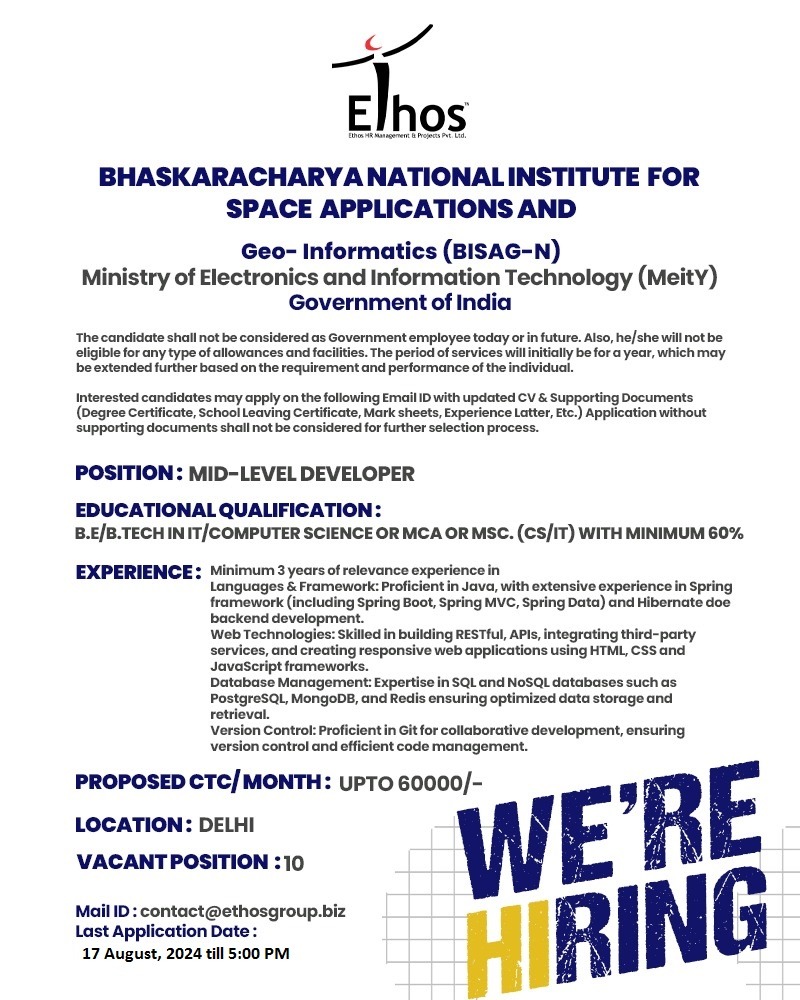 Ethos™
Ethos HR Management & Projects Pvt. Ltd.
BHASKARACHARYA NATIONAL INSTITUTE FOR
SPACE APPLICATIONS AND
Geo- Informatics (BISAG-N)
Ministry of Electronics and Information Technology (MeitY)
Government of India
The candidate shall not be considered as Government employee today or in future. Also, he/she will not be
eligible for any type of allowances and facilities. The period of services will initially be for a year, which may
be extended further based on the requirement and performance of the individual.
Interested candidates may apply on the following Email ID with updated CV & Supporting Documents
(Degree Certificate, School Leaving Certificate, Mark sheets, Experience Latter, Etc.) Application without
supporting documents shall not be considered for further selection process.
POSITION : MID-LEVEL DEVELOPER
EDUCATIONAL QUALIFICATION :
B.E/B.TECH IN IT/COMPUTER SCIENCE OR MCA OR MSC. (CS/IT) WITH MINIMUM 60%
EXPERIENCE : Minimum 3 years of relevance experience in
Languages & Framework: Proficient in Java, with extensive experience in Spring
framework (including Spring Boot, Spring MVC, Spring Data) and Hibernate doe
backend development.
Web Technologies: Skilled in building RESTful, APIs, integrating third-party
services, and creating responsive web applications using HTML, CSS and
JavaScript frameworks.
Database Management: Expertise in SQL and NoSQL databases such as
PostgreSQL, MongoDB, and Redis ensuring optimized data storage and
retrieval.
Version Control: Proficient in Git for collaborative development, ensuring
version control and efficient code management.
PROPOSED CTC/ MONTH : UPTO 60000/-
LOCATION : DELHI
VACANT POSITION : 10
Mail ID : contact@ethosgroup.biz
Last Application Date :
17 August, 2024 till 5:00 PM
WE'RE
HIRING